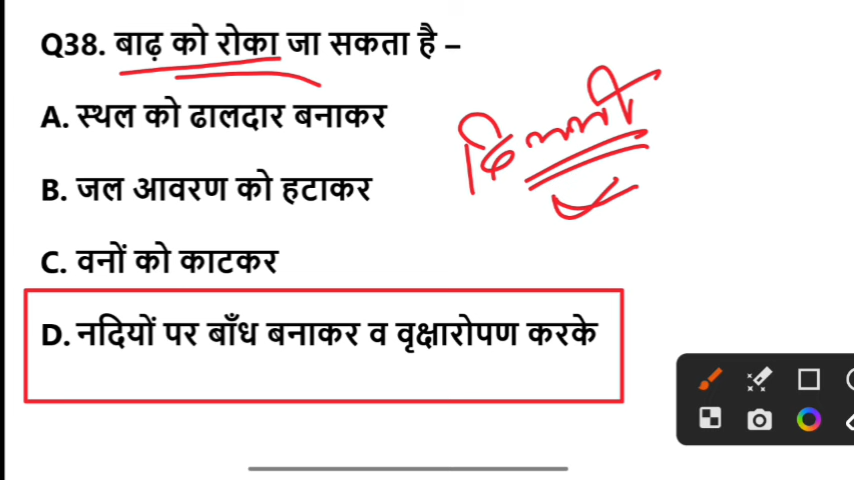 Q38. बाढ़ को रोका जा सकता है –
A. स्थल को ढालदार बनाकर
B. जल आवरण को हटाकर
C. वनों को काटकर
D. नदियों पर बाँध बनाकर व वृक्षारोपण करके